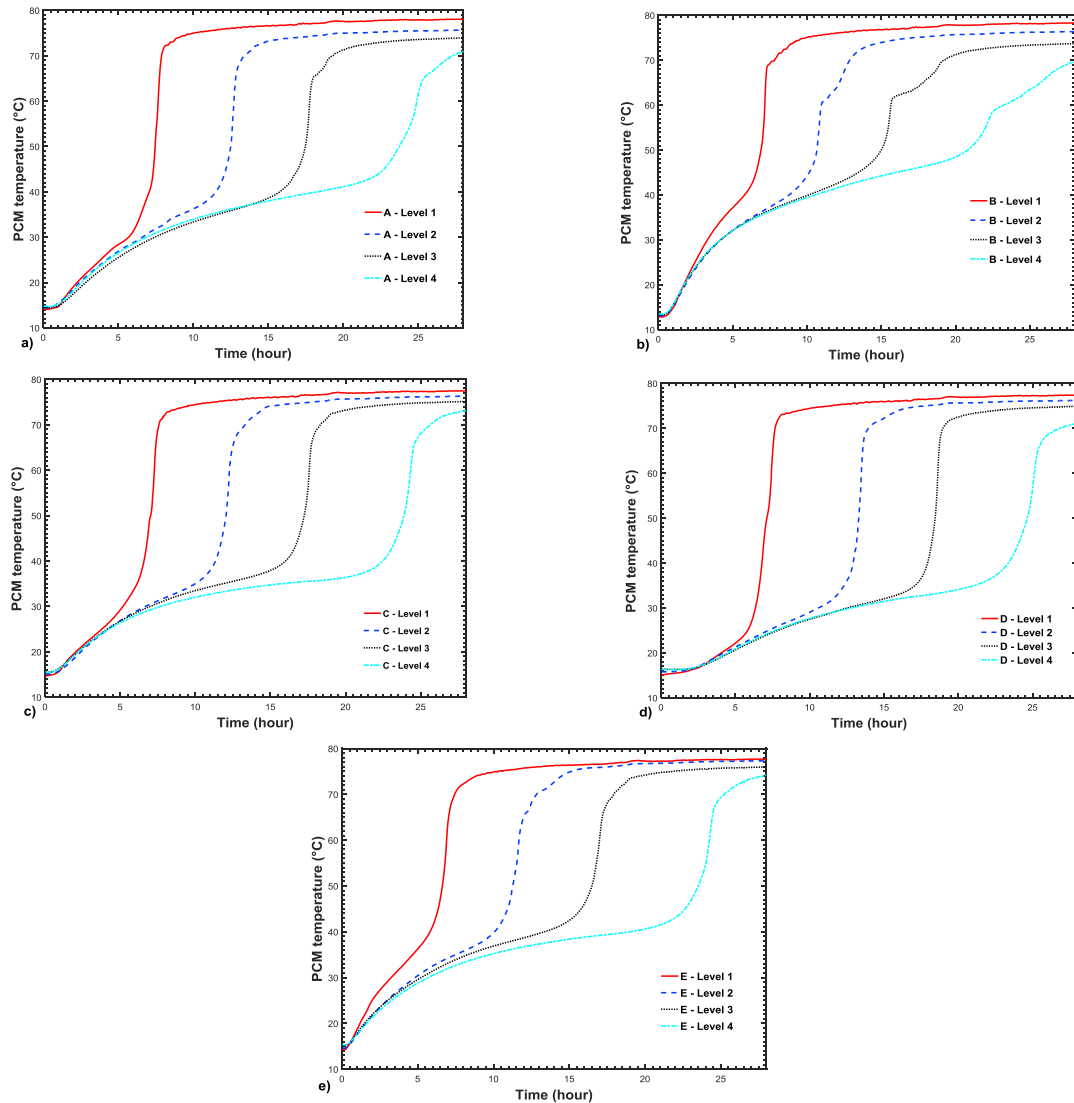 80
70
60
50
40
30
20
10
PCM temperature (°C)
A - Level 1
A - Level 2
A - Level 3
A - Level 4
0
5
10
15
20
25
Time (hour)
a)
80
70
60
50
40
30
20
10
PCM temperature (°C)
B - Level 1
B - Level 2
B - Level 3
B - Level 4
0
5
10
15
20
25
Time (hour)
b)
80
70
60
50
40
30
20
10
PCM temperature (°C)
C - Level 1
C - Level 2
C - Level 3
C - Level 4
0
5
10
15
20
25
Time (hour)
c)
80
70
60
50
40
30
20
10
PCM temperature (°C)
D - Level 1
D - Level 2
D - Level 3
D - Level 4
0
5
10
15
20
25
Time (hour)
d)
80
70
60
50
40
30
20
10
PCM temperature (°C)
E - Level 1
E - Level 2
E - Level 3
E - Level 4
0
5
10
15
20
25
Time (hour)
e)